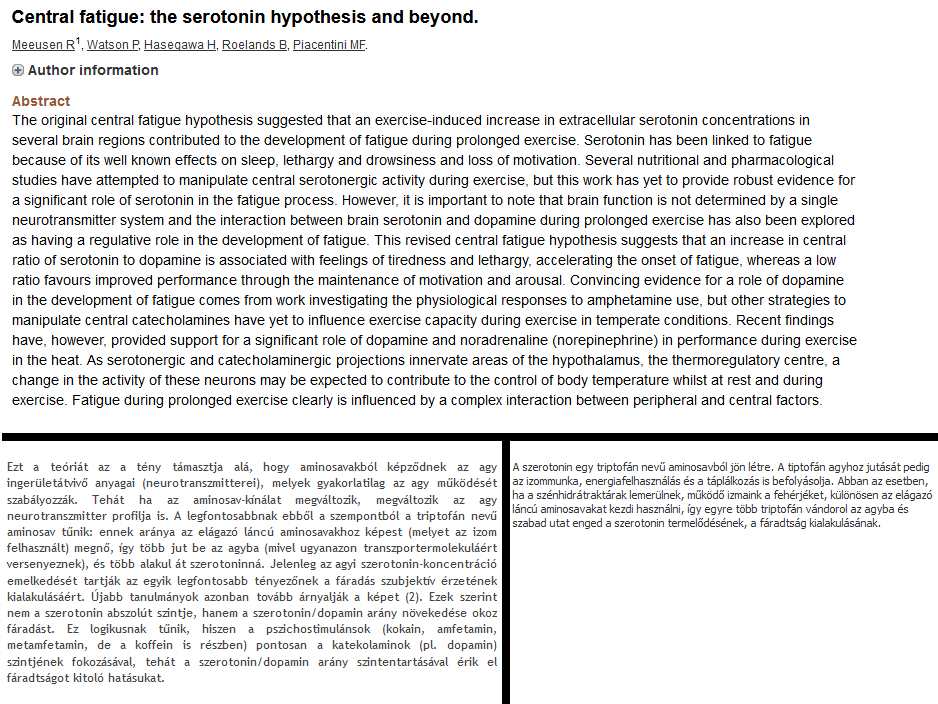 Central fatigue: the serotonin hypothesis and beyond.
Meeusen R1, Watson P, Hasegawa H, Roelands B, Piacentini MF.
Author information
Abstract
The original central fatigue hypothesis suggested that an exercise-induced increase in extracellular serotonin concentrations in
several brain regions contributed to the development of fatigue during prolonged exercise. Serotonin has been linked to fatigue
because of its well known effects on sleep, lethargy and drowsiness and loss of motivation. Several nutritional and pharmacological
studies have attempted to manipulate central serotonergic activity during exercise, but this work has yet to provide robust evidence for
a significant role of serotonin in the fatigue process. However, it is important to note that brain function is not determined by a single
neurotransmitter system and the interaction between brain serotonin and dopamine during prolonged exercise has also been explored
as having a regulative role in the development of fatigue. This revised central fatigue hypothesis suggests that an increase in central
ratio of serotonin to dopamine is associated with feelings of tiredness and lethargy, accelerating the onset of fatigue, whereas a low
ratio favours improved performance through the maintenance of motivation and arousal. Convincing evidence for a role of dopamine
in the development of fatigue comes from work investigating the physiological responses to amphetamine use, but other strategies to
manipulate central catecholamines have yet to influence exercise capacity during exercise in temperate conditions. Recent findings
have, however, provided support for a significant role of dopamine and noradrenaline (norepinephrine) in performance during exercise
in the heat. As serotonergic and catecholaminergic projections innervate areas of the hypothalamus, the thermoregulatory centre, a
change in the activity of these neurons may be expected to contribute to the control of body temperature whilst at rest and during
exercise. Fatigue during prolonged exercise clearly is influenced by a complex interaction between peripheral and central factors.
Ezt a teóriát az a tény támasztja alá, hogy aminosavakból képződnek az agy
ingerületátvivő anyagai (neurotranszmitterei), melyek gyakorlatilag az agy működését
szabályozzák. Tehát ha az aminosav-kínálat megváltozik, megváltozik az agy
neurotranszmitter profilja is. A legfontosabbnak ebből a szempontból a triptofán nevű
aminosav tűnik: ennek aránya az elágazó láncú aminosavakhoz képest (melyet az izom
felhasznált) megnő, így több jut be az agyba (mivel ugyanazon transzportermolekuláért
versenyeznek), és több alakul át szerotoninná. Jelenleg az agyi szerotonin-koncentráció
emelkedését tartják az egyik legfontosabb tényezőnek a fáradás szubjektív érzetének
kialakulásáért. Újabb tanulmányok azonban tovább árnyalják a képet (2). Ezek szerint
nem a szerotonin abszolút szintje, hanem a szerotonin/dopamin arány növekedése okoz
fáradást. Ez logikusnak tűnik, hiszen a pszichostimulánsok (kokain, amfetamin,
metamfetamin, de a koffein is részben) pontosan a katekolaminok (pl. dopamin)
szintjének fokozásával, tehát a szerotonin/dopamin arány szintentartásával érik el
fáradtságot kitoló hatásukat.
A szerotonin egy triptofán nevű aminosavból jön létre. A tiptofán agyhoz jutását pedig
az izommunka, energiafelhasználás és a táplálkozás is befolyásolja. Abban az esetben,
ha a szénhidrátraktárak lemerülnek, működő izmaink a fehérjéket, különösen az elágazó
láncú aminosavakat kezdi használni, így egyre több triptofán vándorol az agyba és
szabad utat enged a szerotonin termelődésének, a fáradtság kialakulásának.